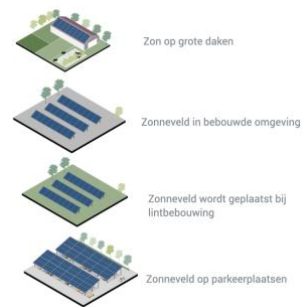 Zon op grote daken
Zonneveld in bebouwde omgeving
Zonneveld wordt geplaatst bij
lintbebouwing
Zonneveld op parkeerplaatsen